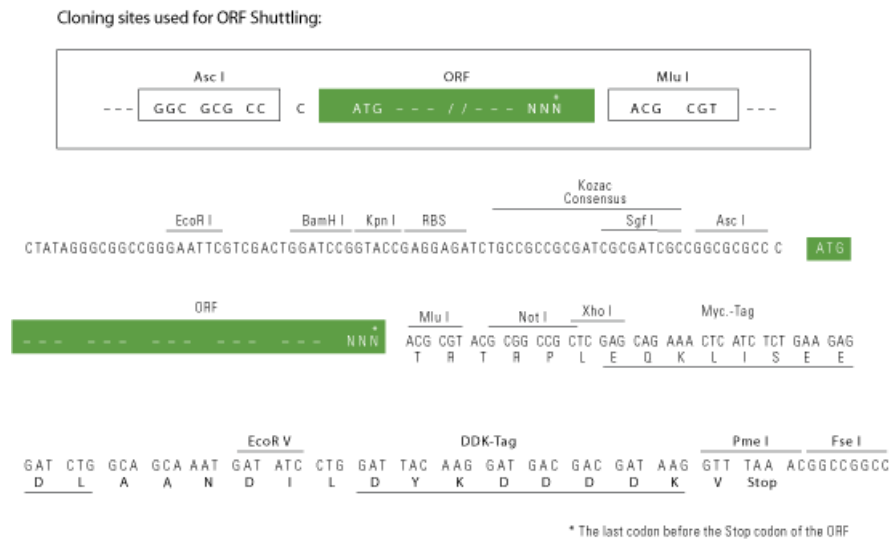 Cloning sites used for ORF Shuttling:
Asc I ORF Mlu I
--- GGC GCG CC C ATG --- // --- NNN* ACG CGT ---
Kozac
Consensus
EcoR I BamH I Kpn I RBS Sgf I Asc I
CTATAGGGCGGCCGGGAATTCGTCGACTGGATCCGGTACCGAGGAGATCTGCCGCCGCGATCGCGATCGCCGGCGCGCC C ATG
ORF
Mlu I Not I Xho I Myc.-Tag
--- --- --- --- --- NNN* ACG CGT ACG CGG CCG CTC GAG CAG AAA CTC ATC TCT GAA GAG
T R T R P L E Q K L I S E E
EcoR V DDK-Tag Pme I Fse I
GAT CTG GCA GCA AAT GAT ATC CTG GAT TAC AAG GAT GAC GAC GAT AAG GTT TAA ACGGCCGGCC
D L A A N D I L D Y K D D D D K V Stop
* The last codon before the Stop codon of the ORF